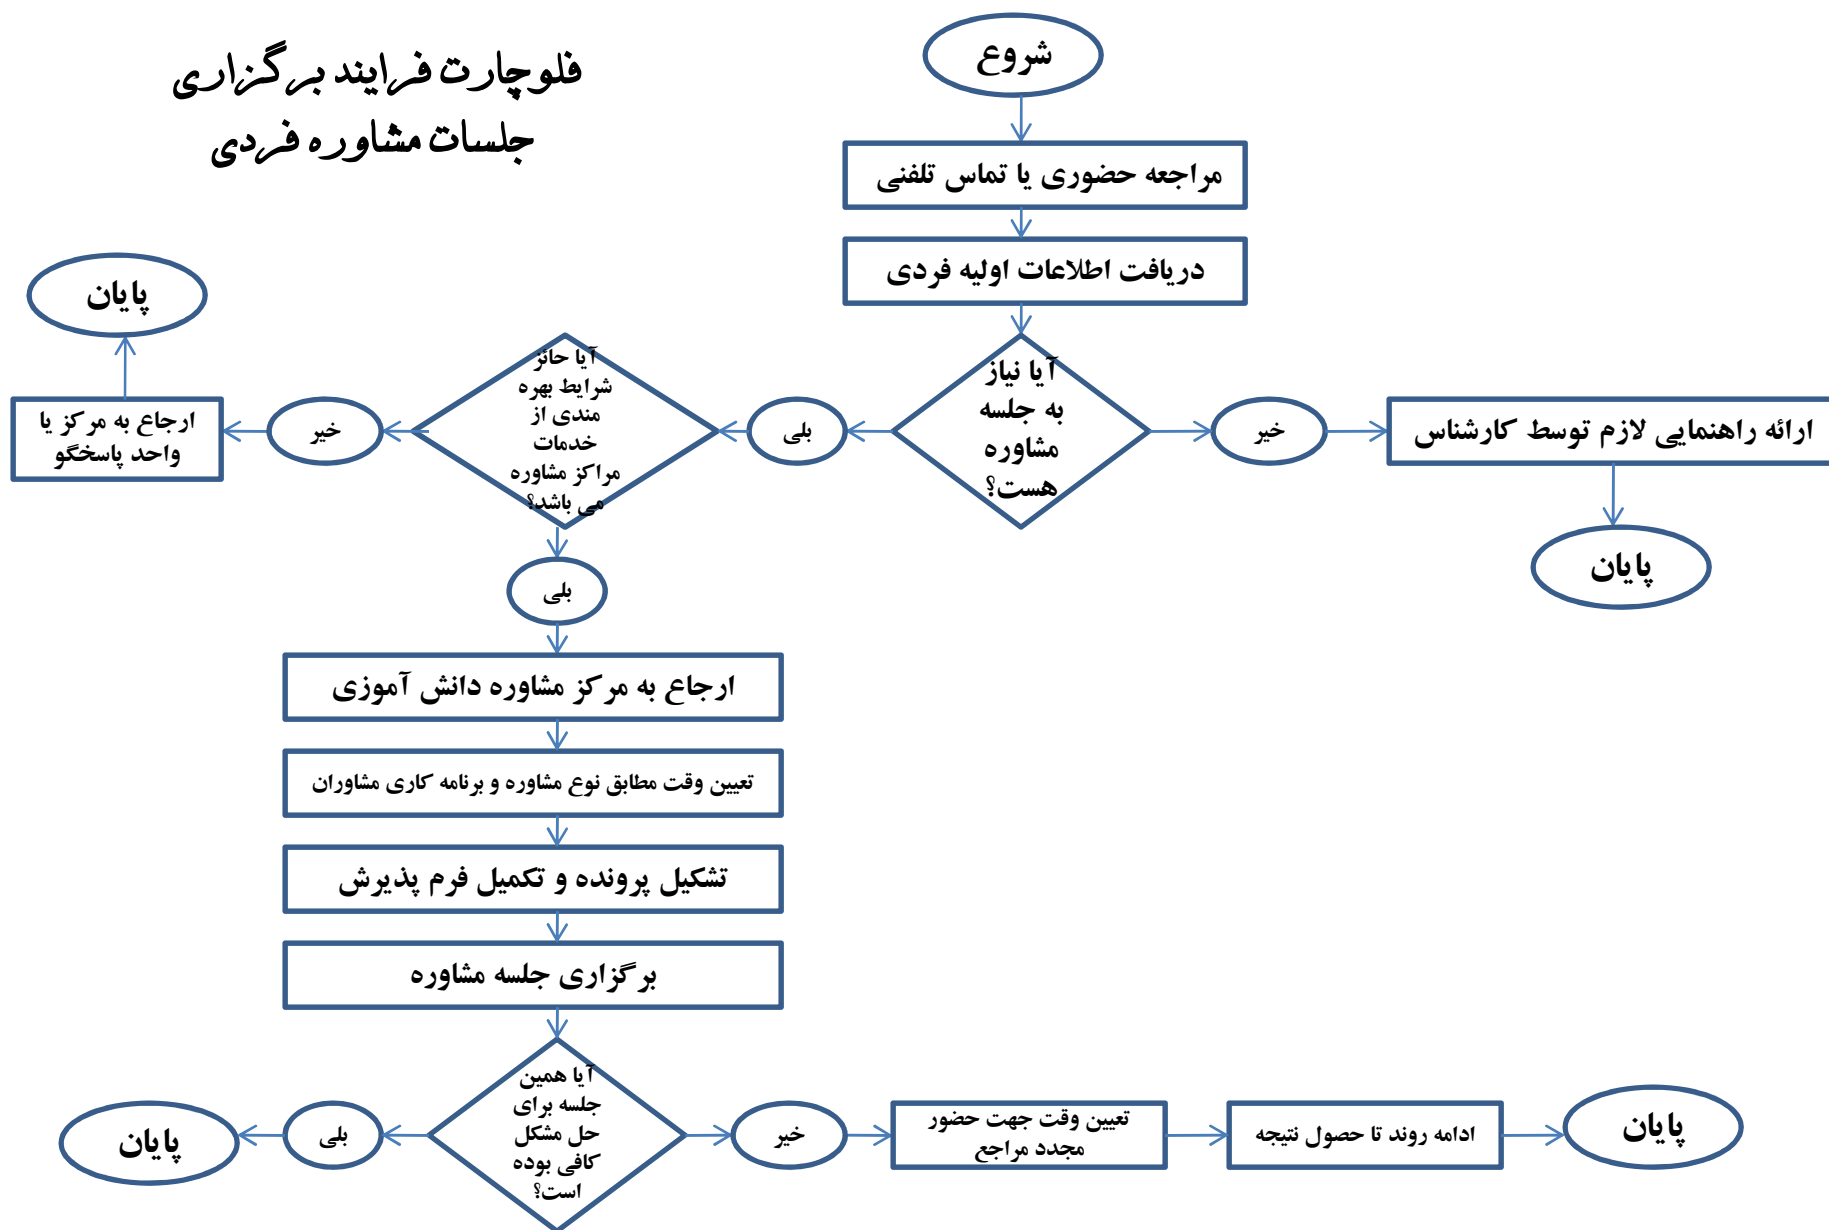 فلوچارت فرایند برگزاری
جلسات مشاوره فردی
شروع
مراجعه حضوری یا تماس تلفنی
دریافت اطلاعات اولیه فردی
آیا نیاز
به جلسه
مشاوره
هست؟
خیر
ارائه راهنمایی لازم توسط کارشناس
پایان
بلی
آیا حائز
شرایط بهره
مندی از
خدمات
مراکز مشاوره
می باشد؟
خیر
ارجاع به مرکز یا
واحد پاسخگو
پایان
بلی
ارجاع به مرکز مشاوره دانش آموزی
تعیین وقت مطابق نوع مشاوره و برنامه کاری مشاوران
تشکیل پرونده و تکمیل فرم پذیرش
برگزاری جلسه مشاوره
آیا همین
جلسه برای
حل مشکل
کافی بوده
است؟
بلی
پایان
خیر
تعیین وقت جهت حضور
مجدد مراجع
ادامه روند تا حصول نتیجه
پایان